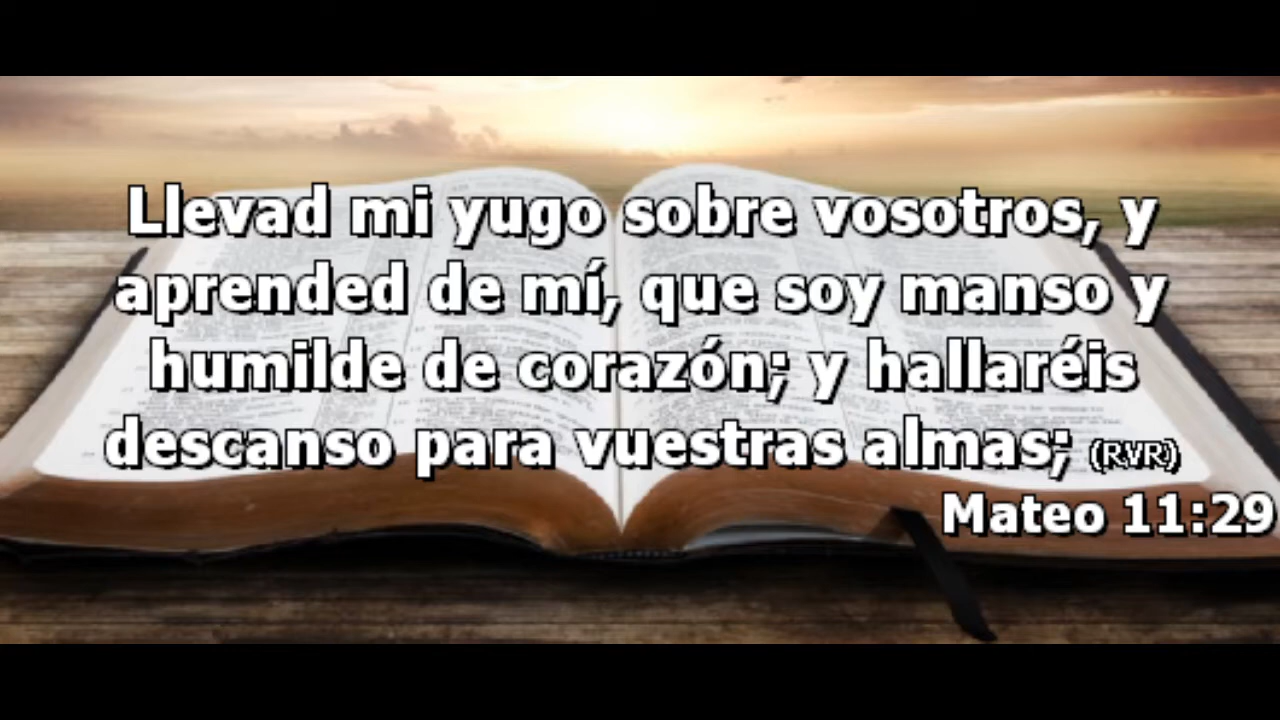 Llevad mi yugo sobre vosotros, y
aprended de mí, que soy manso y
humilde de corazón; y hallaréis
descanso para vuestras almas; (RVR)
Mateo 11:29